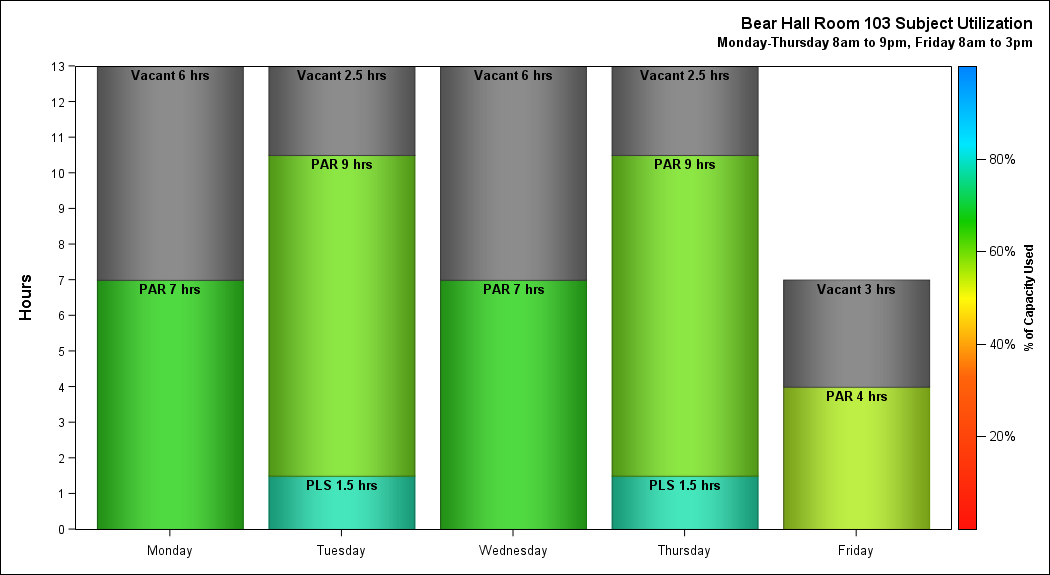 Bear Hall Room 103 Subject Utilization
Monday-Thursday 8am to 9pm, Friday 8am to 3pm
Hours
13
12
11
10
9
8
7
6
5
4
3
2
1
0
Vacant 6 hrs
PAR 7 hrs
Vacant 2.5 hrs
PAR 9 hrs
PLS 1.5 hrs
Vacant 6 hrs
PAR 7 hrs
Vacant 2.5 hrs
PAR 9 hrs
PLS 1.5 hrs
Vacant 3 hrs
PAR 4 hrs
Monday
Tuesday
Wednesday
Thursday
Friday
80%
60%
40%
20%
% of Capacity Used